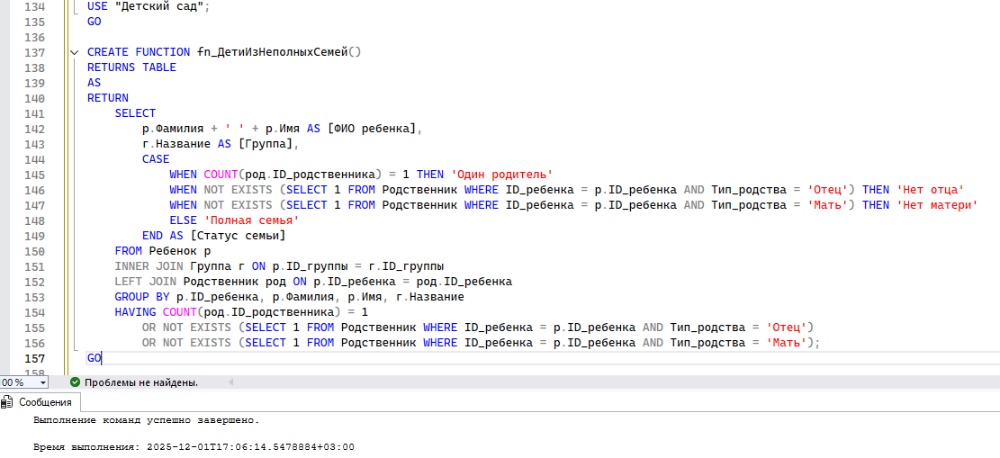 134 USE "Детский сад";
135 GO
136
137 CREATE FUNCTION fn_ДетиИзНеполныхСемей()
138 RETURNS TABLE
139 AS
140 RETURN
141 SELECT
142 р.Фамилия + ' ' + р.Имя AS [ФИО ребенка],
143 г.Название AS [Группа],
144 CASE
145 WHEN COUNT(род.ID_родственника) = 1 THEN 'Один родитель'
146 WHEN NOT EXISTS (SELECT 1 FROM Родственник WHERE ID_ребенка = р.ID_ребенка AND Тип_родства = 'Отец') THEN 'Нет отца'
147 WHEN NOT EXISTS (SELECT 1 FROM Родственник WHERE ID_ребенка = р.ID_ребенка AND Тип_родства = 'Мать') THEN 'Нет матери'
148 ELSE 'Полная семья'
149 END AS [Статус семьи]
150 FROM Ребенок р
151 INNER JOIN Группа г ON р.ID_группы = г.ID_группы
152 LEFT JOIN Родственник род ON р.ID_ребенка = род.ID_ребенка
153 GROUP BY р.ID_ребенка, р.Фамилия, р.Имя, г.Название
154 HAVING COUNT(род.ID_родственника) = 1
155 OR NOT EXISTS (SELECT 1 FROM Родственник WHERE ID_ребенка = р.ID_ребенка AND Тип_родства = 'Отец')
156 OR NOT EXISTS (SELECT 1 FROM Родственник WHERE ID_ребенка = р.ID_ребенка AND Тип_родства = 'Мать');
157 GO
158
00 % Проблемы не найдены.
Сообщения
Выполнение команд успешно завершено.
Время выполнения: 2025-12-01T17:06:14.5478884+03:00